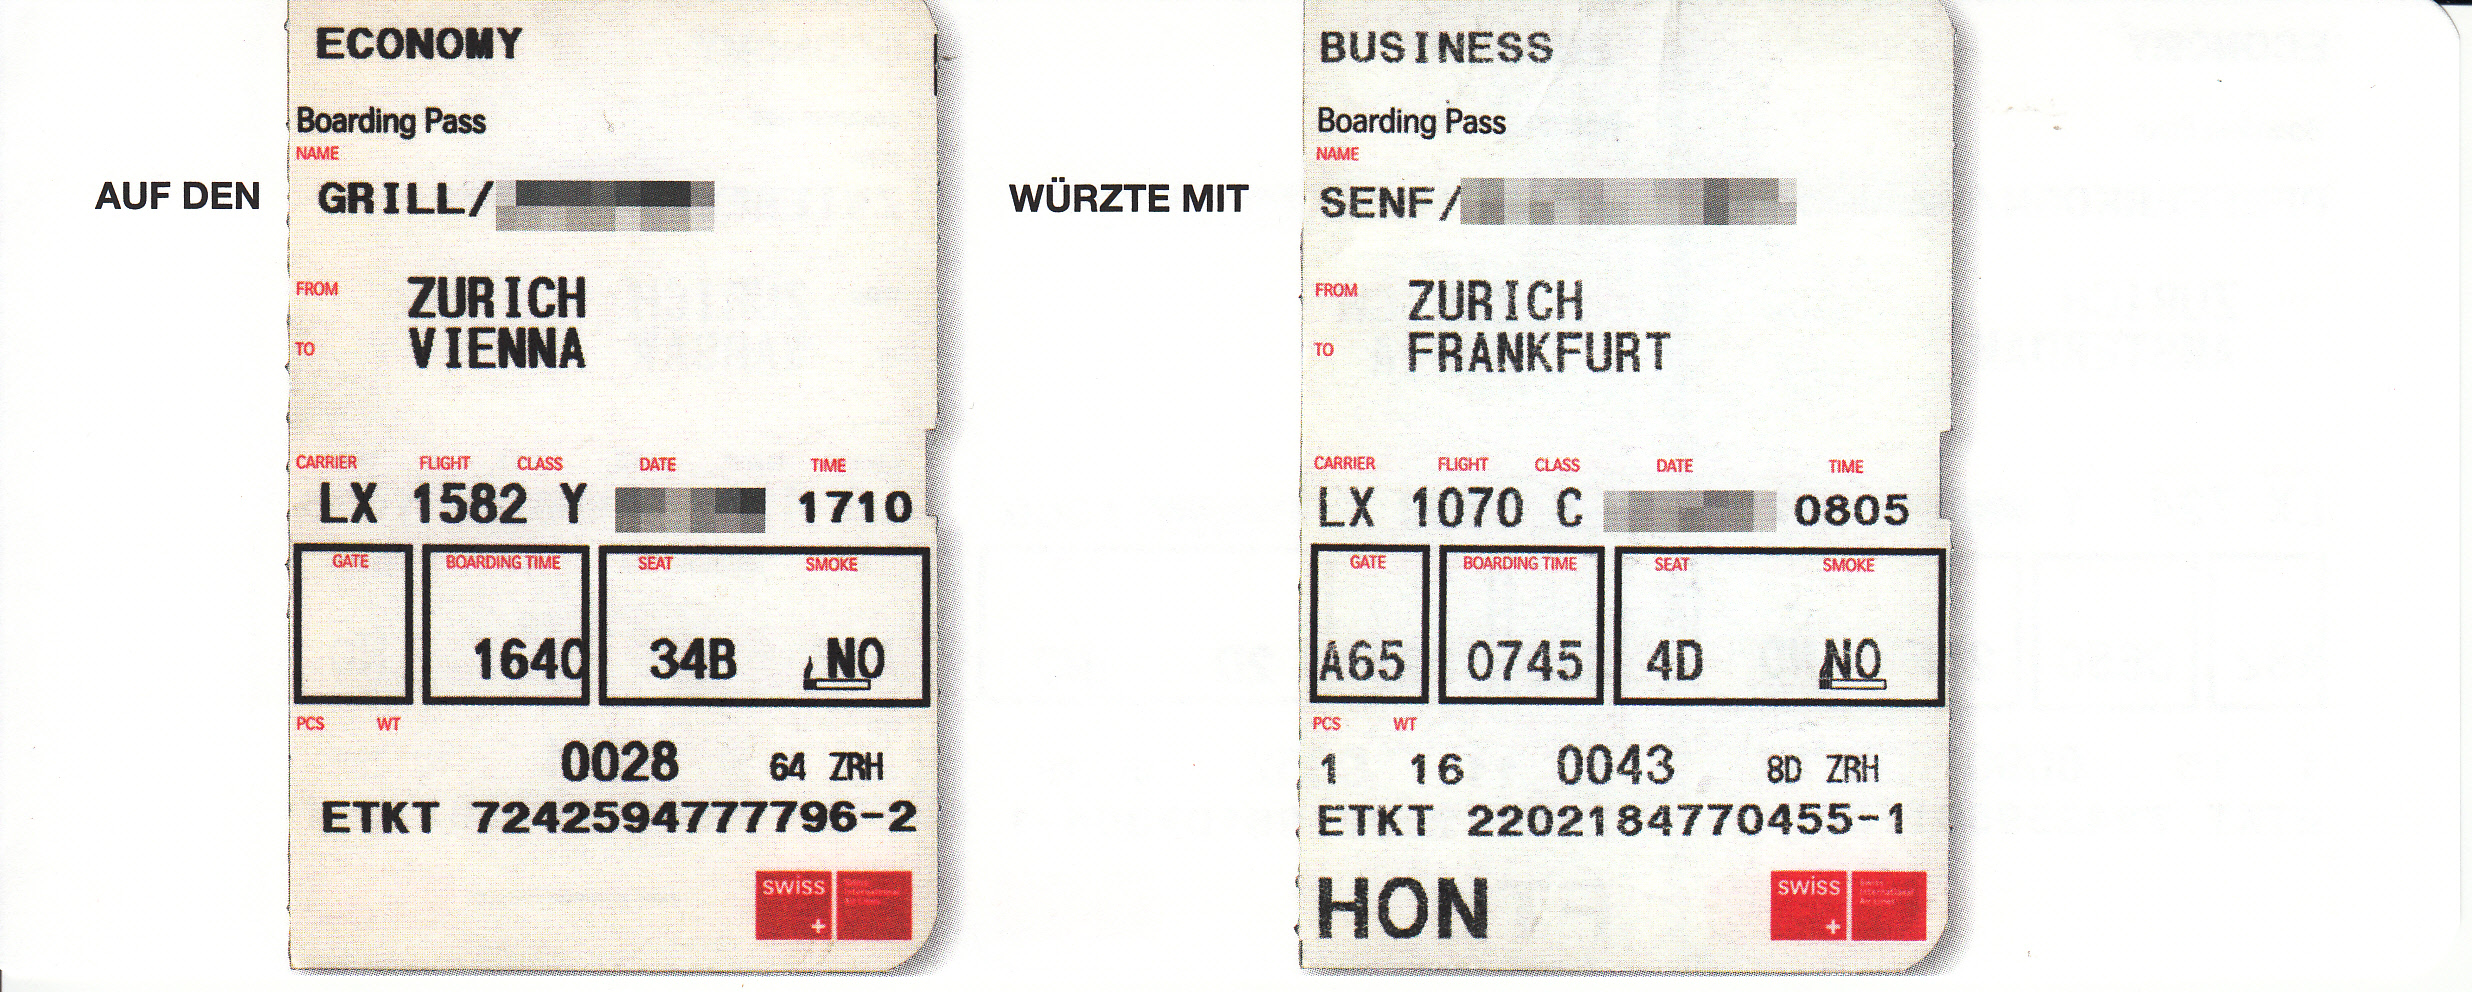 ECONOMY
Boarding Pass
NAME
AUF DEN GRILL/
FROM ZURICH
TO VIENNA
CARRIER FLIGHT CLASS DATE TIME
LX 1582 Y 1710
GATE BOARDING TIME SEAT SMOKE
1640 34B NO
PCS WT
0028 64 ZRH
ETKT 7242594777796-2
swiss
BUSINESS
Boarding Pass
NAME
WÜRZTE MIT SENF/
FROM ZURICH
TO FRANKFURT
CARRIER FLIGHT CLASS DATE TIME
LX 1070 C 0805
GATE BOARDING TIME SEAT SMOKE
A65 0745 4D NO
PCS WT
1 16 0043 8D ZRH
ETKT 2202184770455-1
HON
swiss